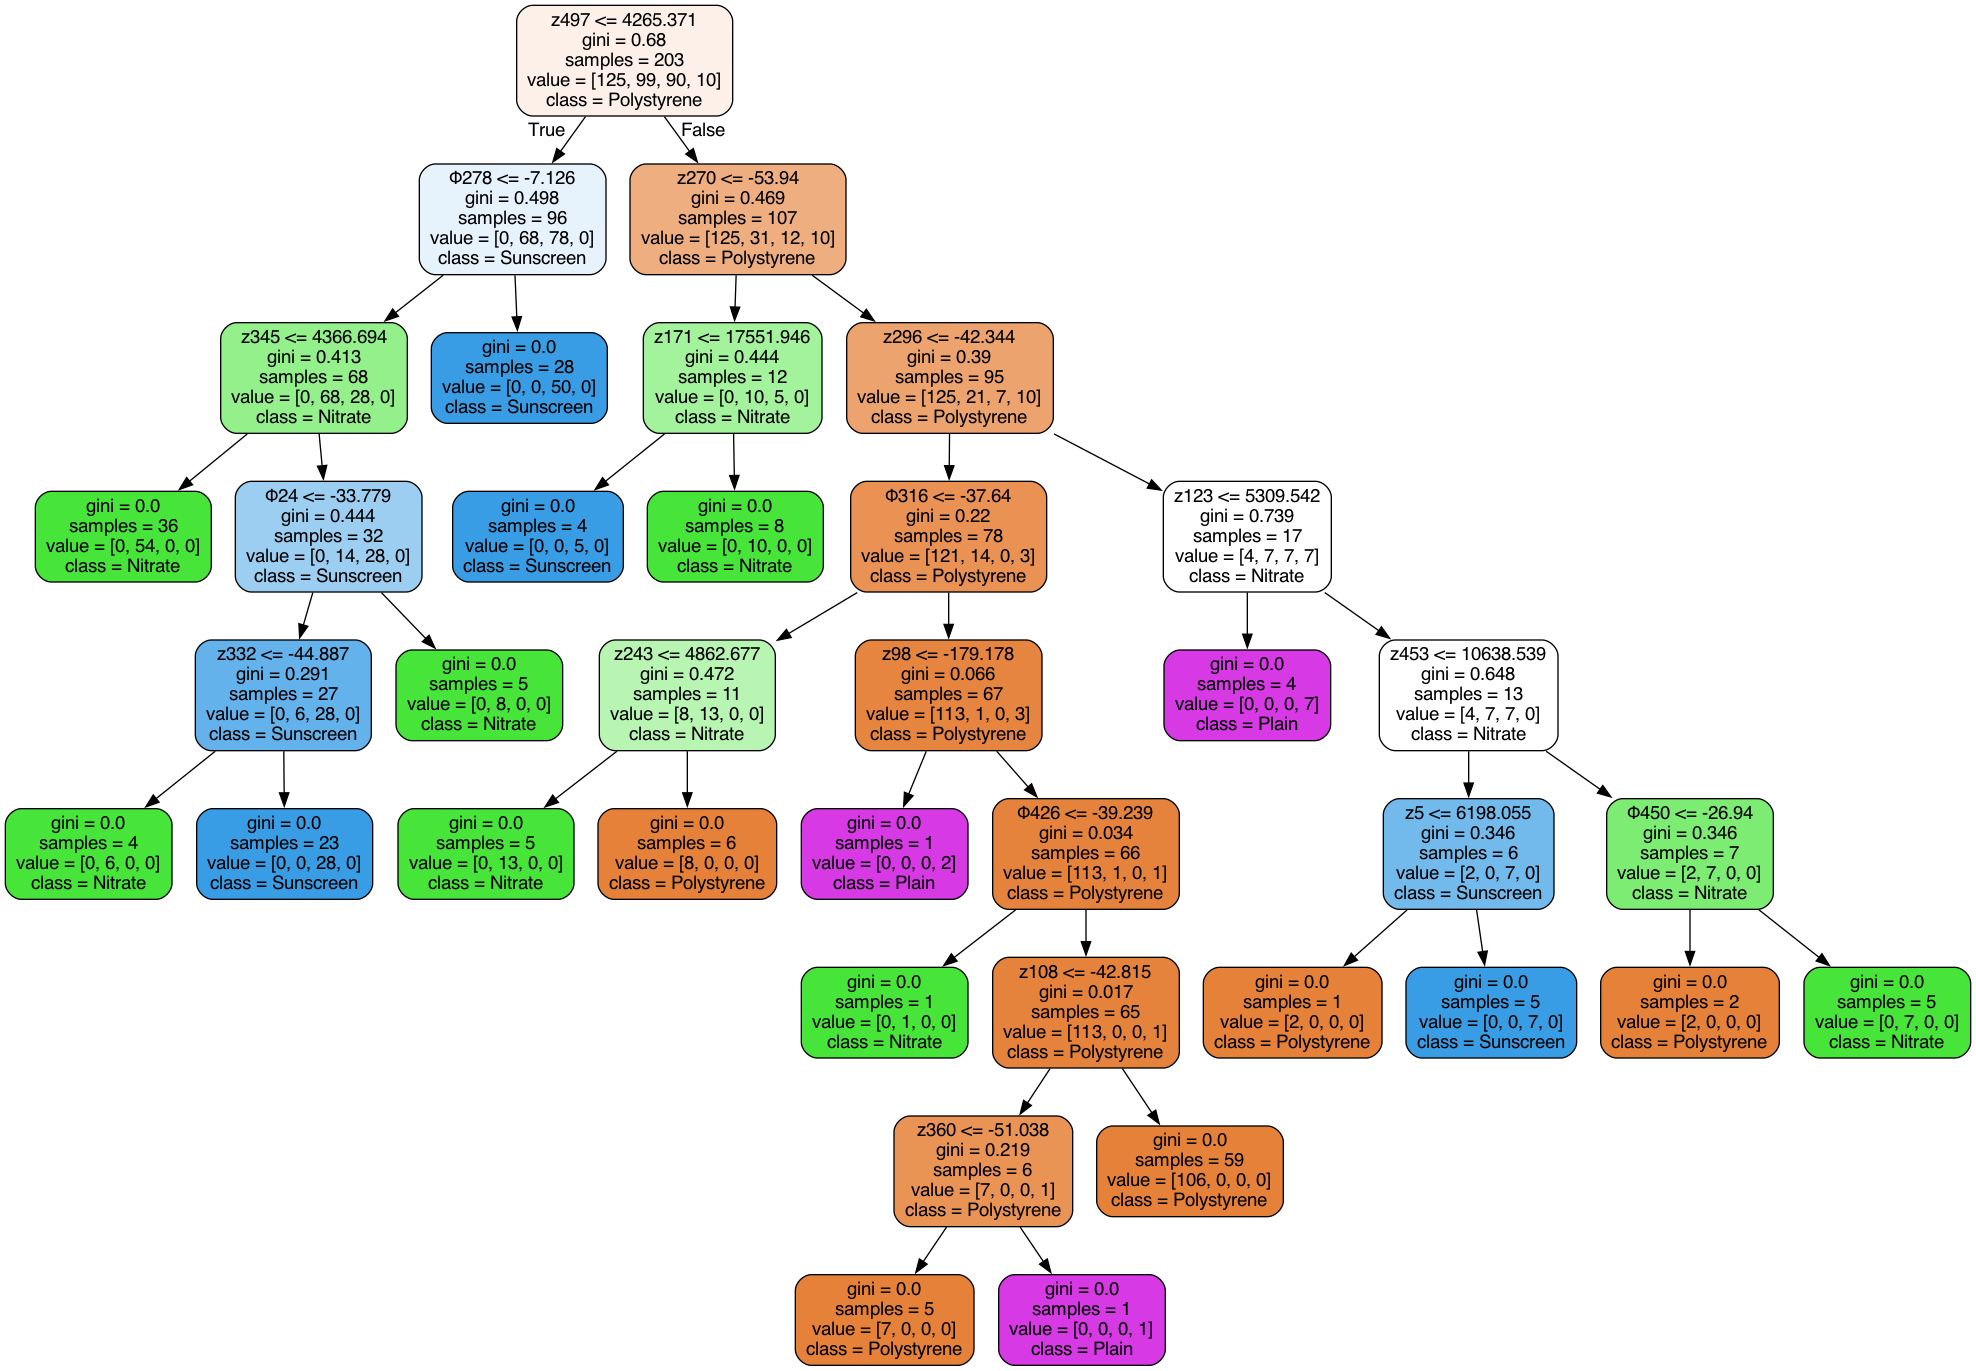 z497 <= 4265.371
gini = 0.68
samples = 203
value = [125, 99, 90, 10]
class = Polystyrene
True
False
Φ278 <= -7.126
gini = 0.498
samples = 96
value = [0, 68, 78, 0]
class = Sunscreen
z270 <= -53.94
gini = 0.469
samples = 107
value = [125, 31, 12, 10]
class = Polystyrene
z345 <= 4366.694
gini = 0.413
samples = 68
value = [0, 68, 28, 0]
class = Nitrate
gini = 0.0
samples = 28
value = [0, 0, 50, 0]
class = Sunscreen
z171 <= 17551.946
gini = 0.444
samples = 12
value = [0, 10, 5, 0]
class = Nitrate
z296 <= -42.344
gini = 0.39
samples = 95
value = [125, 21, 7, 10]
class = Polystyrene
gini = 0.0
samples = 36
value = [0, 54, 0, 0]
class = Nitrate
Φ24 <= -33.779
gini = 0.444
samples = 32
value = [0, 14, 28, 0]
class = Sunscreen
gini = 0.0
samples = 4
value = [0, 0, 5, 0]
class = Sunscreen
gini = 0.0
samples = 8
value = [0, 10, 0, 0]
class = Nitrate
Φ316 <= -37.64
gini = 0.22
samples = 78
value = [121, 14, 0, 3]
class = Polystyrene
z123 <= 5309.542
gini = 0.739
samples = 17
value = [4, 7, 7, 7]
class = Nitrate
z332 <= -44.887
gini = 0.291
samples = 27
value = [0, 6, 28, 0]
class = Sunscreen
gini = 0.0
samples = 5
value = [0, 8, 0, 0]
class = Nitrate
z243 <= 4862.677
gini = 0.472
samples = 11
value = [8, 13, 0, 0]
class = Nitrate
z98 <= -179.178
gini = 0.066
samples = 67
value = [113, 1, 0, 3]
class = Polystyrene
gini = 0.0
samples = 4
value = [0, 0, 0, 7]
class = Plain
z453 <= 10638.539
gini = 0.648
samples = 13
value = [4, 7, 7, 0]
class = Nitrate
gini = 0.0
samples = 4
value = [0, 6, 0, 0]
class = Nitrate
gini = 0.0
samples = 23
value = [0, 0, 28, 0]
class = Sunscreen
gini = 0.0
samples = 5
value = [0, 13, 0, 0]
class = Nitrate
gini = 0.0
samples = 6
value = [8, 0, 0, 0]
class = Polystyrene
gini = 0.0
samples = 1
value = [0, 0, 0, 2]
class = Plain
Φ426 <= -39.239
gini = 0.034
samples = 66
value = [113, 1, 0, 1]
class = Polystyrene
z5 <= 6198.055
gini = 0.346
samples = 6
value = [2, 0, 7, 0]
class = Sunscreen
Φ450 <= -26.94
gini = 0.346
samples = 7
value = [2, 7, 0, 0]
class = Nitrate
gini = 0.0
samples = 1
value = [0, 1, 0, 0]
class = Nitrate
z108 <= -42.815
gini = 0.017
samples = 65
value = [113, 0, 0, 1]
class = Polystyrene
gini = 0.0
samples = 1
value = [2, 0, 0, 0]
class = Polystyrene
gini = 0.0
samples = 5
value = [0, 0, 7, 0]
class = Sunscreen
gini = 0.0
samples = 2
value = [2, 0, 0, 0]
class = Polystyrene
gini = 0.0
samples = 5
value = [0, 7, 0, 0]
class = Nitrate
z360 <= -51.038
gini = 0.219
samples = 6
value = [7, 0, 0, 1]
class = Polystyrene
gini = 0.0
samples = 59
value = [106, 0, 0, 0]
class = Polystyrene
gini = 0.0
samples = 5
value = [7, 0, 0, 0]
class = Polystyrene
gini = 0.0
samples = 1
value = [0, 0, 0, 1]
class = Plain